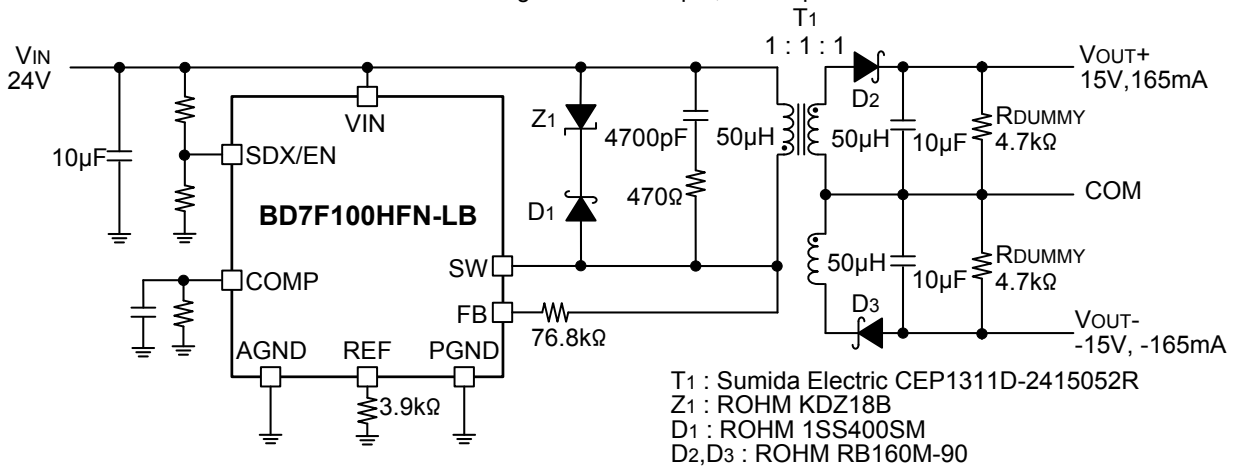 T1
1 : 1 : 1
VIN
24V
VOUT+
15V,165mA
D2
VIN
Z1
4700pF
50µH
50µH
10µF
RDUMMY
4.7kΩ
10µF
SDX/EN
470Ω
D1
COM
BD7F100HFN-LB
SW
50µH
10µF
RDUMMY
4.7kΩ
COMP
FB
76.8kΩ
D3
VOUT-
-15V, -165mA
AGND
REF
PGND
3.9kΩ
T1 : Sumida Electric CEP1311D-2415052R
Z1 : ROHM KDZ18B
D1 : ROHM 1SS400SM
D2,D3 : ROHM RB160M-90